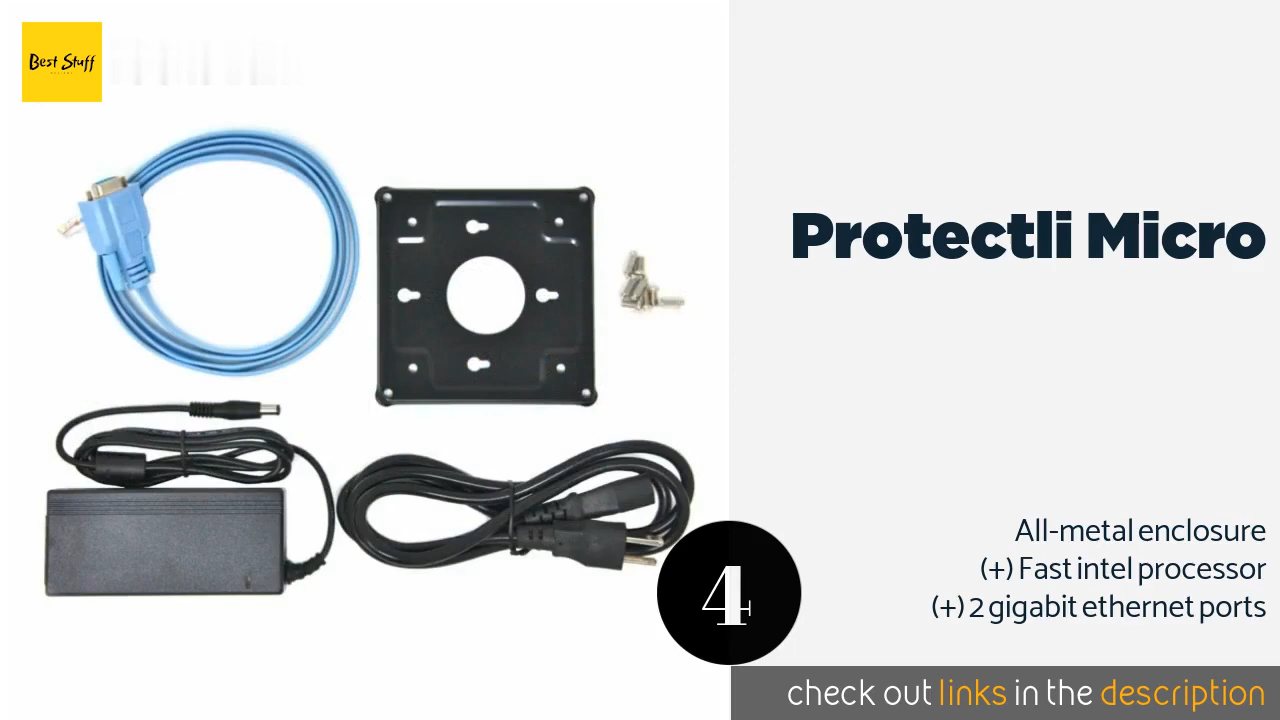 Best Stuff
Protectli Micro
All-metal enclosure
(+) Fast intel processor
(+) 2 gigabit ethernet ports
4
check out links in the description